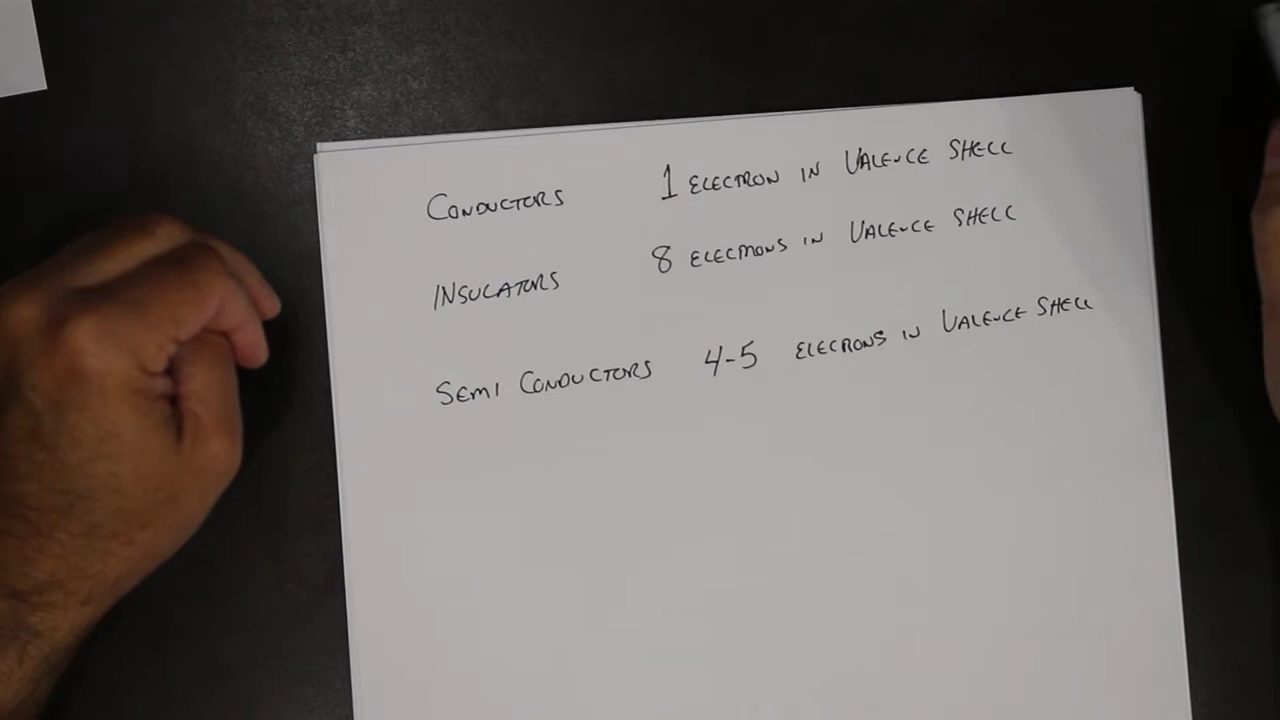 CONDUCTORS 1 ELECTRON IN VALENCE SHELL
INSULATORS 8 ELECTRONS IN VALENCE SHELL
SEMI CONDUCTORS 4-5 ELECRONS IN VALENCE SHELL